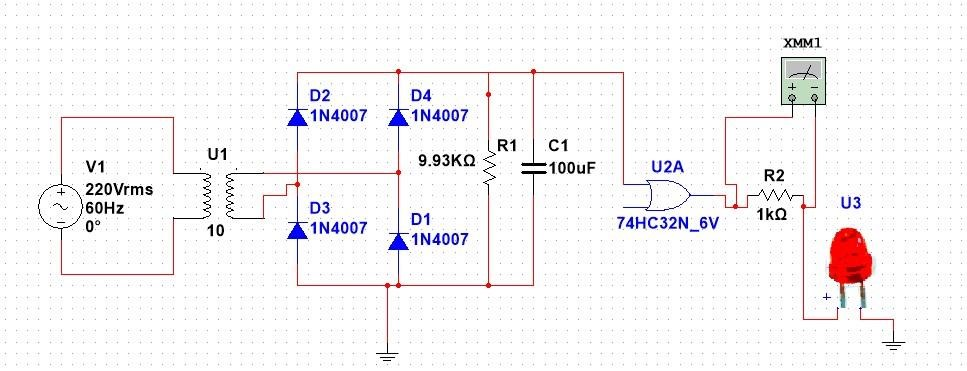 XMM1
+ -
D2
1N4007
D4
1N4007
V1
220Vrms
60Hz
0°
+
U1
10
9.93KΩ
R1
C1
100uF
U2A
74HC32N_6V
R2
1kΩ
U3
+
D3
1N4007
D1
1N4007